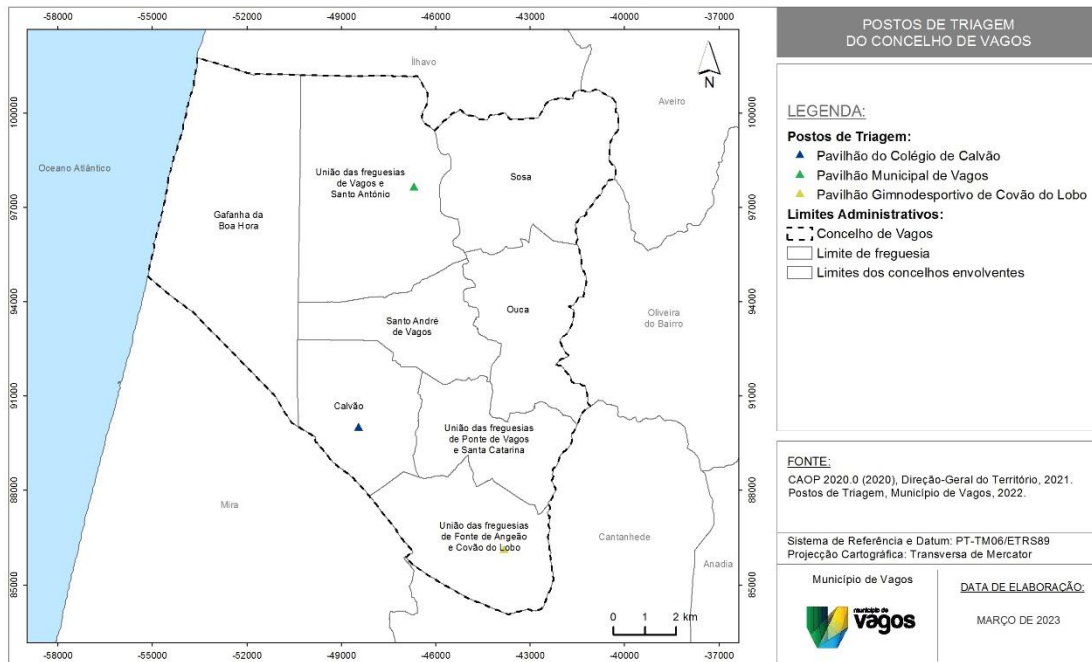 -58000 -55000 -52000 -49000 -46000 -43000 -40000 -37000
POSTOS DE TRIAGEM
DO CONCELHO DE VAGOS
Ílhavo
N
Aveiro
100000
100000
Oceano Atlântico
União das freguesias
de Vagos e
Santo António
Sosa
Gafanha da
Boa Hora
97000
97000
94000
94000
Santo André
de Vagos
Ouca
Oliveira
do Bairro
91000
91000
Calvão
União das freguesias
de Ponte de Vagos
e Santa Catarina
88000
88000
Mira
União das freguesias
de Fonte de Angeão
e Covão do Lobo
Cantanhede
Anadia
85000
85000
0 1 2 km
-58000 -55000 -52000 -49000 -46000 -43000 -40000 -37000
LEGENDA:
Postos de Triagem:
Pavilhão do Colégio de Calvão
Pavilhão Municipal de Vagos
Pavilhão Gimnodesportivo de Covão do Lobo
Limites Administrativos:
Concelho de Vagos
Limite de freguesia
Limites dos concelhos envolventes
FONTE:
CAOP 2020.0 (2020), Direção-Geral do Território, 2021.
Postos de Triagem, Município de Vagos, 2022.
Sistema de Referência e Datum: PT-TM06/ETRS89
Projecção Cartográfica: Transversa de Mercator
Município de Vagos
município de
vagos
DATA DE ELABORAÇÃO:
MARÇO DE 2023